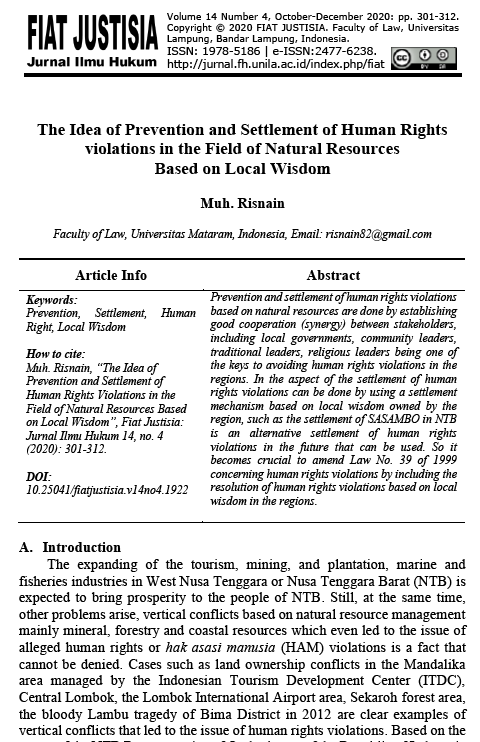 FIAT JUSTISIA
Jurnal Ilmu Hukum
Volume 14 Number 4, October-December 2020: pp. 301-312.
Copyright © 2020 FIAT JUSTISIA. Faculty of Law, Universitas
Lampung, Bandar Lampung, Indonesia.
ISSN: 1978-5186 | e-ISSN:2477-6238.
http://jurnal.fh.unila.ac.id/index.php/fiat
The Idea of Prevention and Settlement of Human Rights
violations in the Field of Natural Resources
Based on Local Wisdom
Muh. Risnain
Faculty of Law, Universitas Mataram, Indonesia, Email: risnain82@gmail.com
Article Info
Keywords:
Prevention, Settlement, Human
Right, Local Wisdom
How to cite:
Muh. Risnain, “The Idea of
Prevention and Settlement of
Human Rights Violations in the
Field of Natural Resources Based
on Local Wisdom”, Fiat Justisia:
Jurnal Ilmu Hukum 14, no. 4
(2020): 301-312.
DOI:
10.25041/fiatjustisia.v14no4.1922
Abstract
Prevention and settlement of human rights violations
based on natural resources are done by establishing
good cooperation (synergy) between stakeholders,
including local governments, community leaders,
traditional leaders, religious leaders being one of
the keys to avoiding human rights violations in the
regions. In the aspect of the settlement of human
rights violations can be done by using a settlement
mechanism based on local wisdom owned by the
region, such as the settlement of SASAMBO in NTB
is an alternative settlement of human rights
violations in the future that can be used. So it
becomes crucial to amend Law No. 39 of 1999
concerning human rights violations by including the
resolution of human rights violations based on local
wisdom in the regions.
A. Introduction
The expanding of the tourism, mining, and plantation, marine and
fisheries industries in West Nusa Tenggara or Nusa Tenggara Barat (NTB) is
expected to bring prosperity to the people of NTB. Still, at the same time,
other problems arise, vertical conflicts based on natural resource management
mainly mineral, forestry and coastal resources which even led to the issue of
alleged human rights or hak asasi manusia (HAM) violations is a fact that
cannot be denied. Cases such as land ownership conflicts in the Mandalika
area managed by the Indonesian Tourism Development Center (ITDC),
Central Lombok, the Lombok International Airport area, Sekaroh forest area,
the bloody Lambu tragedy of Bima District in 2012 are clear examples of
vertical conflicts that led to the issue of human rights violations. Based on the